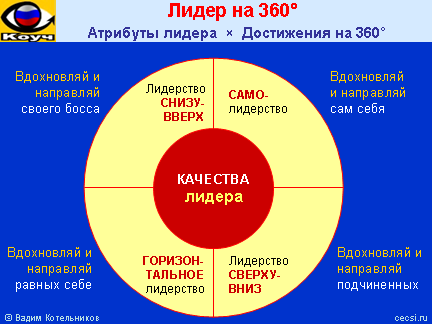 Лидер на 360°
Коуч
Атрибуты лидера × Достижения на 360°
Вдохновляй и
направляй
своего босса
Лидерство
СНИЗУ-
ВВЕРХ
САМО-
лидерство
Вдохновляй
и направляй
сам себя
КАЧЕСТВА
лидера
Вдохновляй и
направляй
равных себе
ГОРИЗОН-
ТАЛЬНОЕ
лидерство
Лидерство
СВЕРХУ-
ВНИЗ
Вдохновляй и
направляй
подчиненных
© Вадим Котельников
cecsi.ru